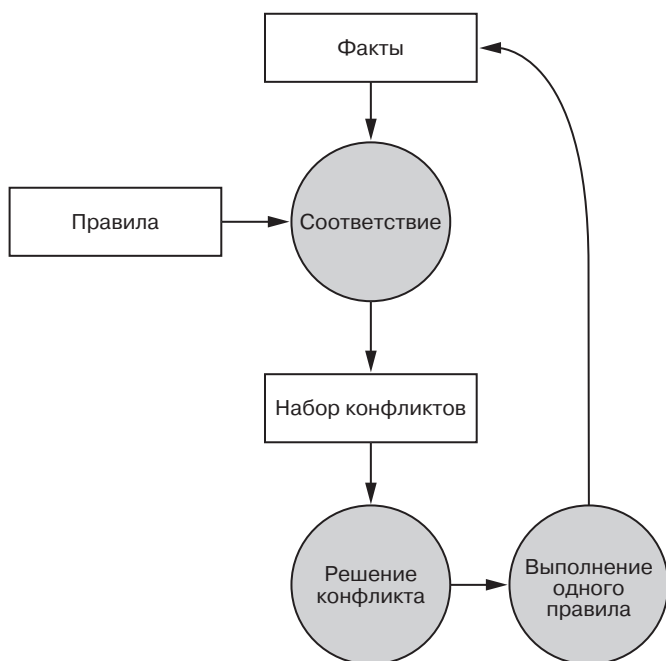 Факты
Правила
Соответствие
Набор конфликтов
Решение
конфликта
Выполнение
одного
правила